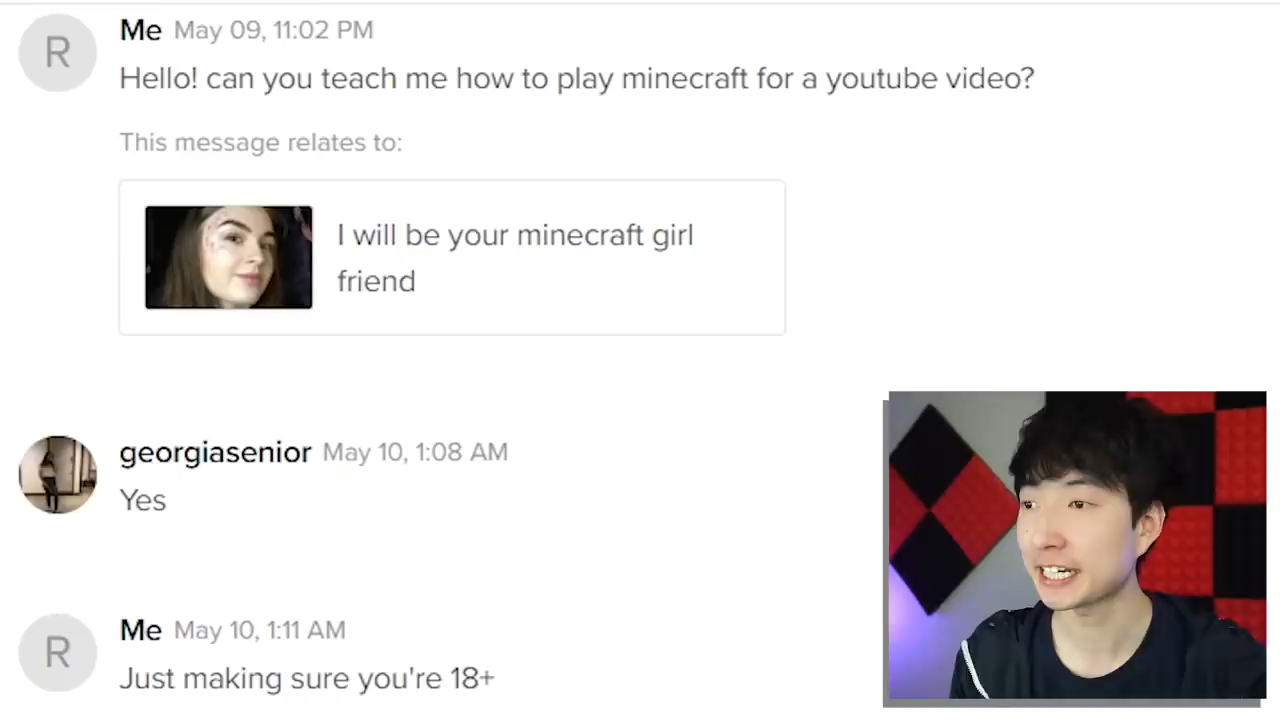 R
Me May 09, 11:02 PM
Hello! can you teach me how to play minecraft for a youtube video?
This message relates to:
I will be your minecraft girl
friend
georgiasenior May 10, 1:08 AM
Yes
R
Me May 10, 1:11 AM
Just making sure you're 18+